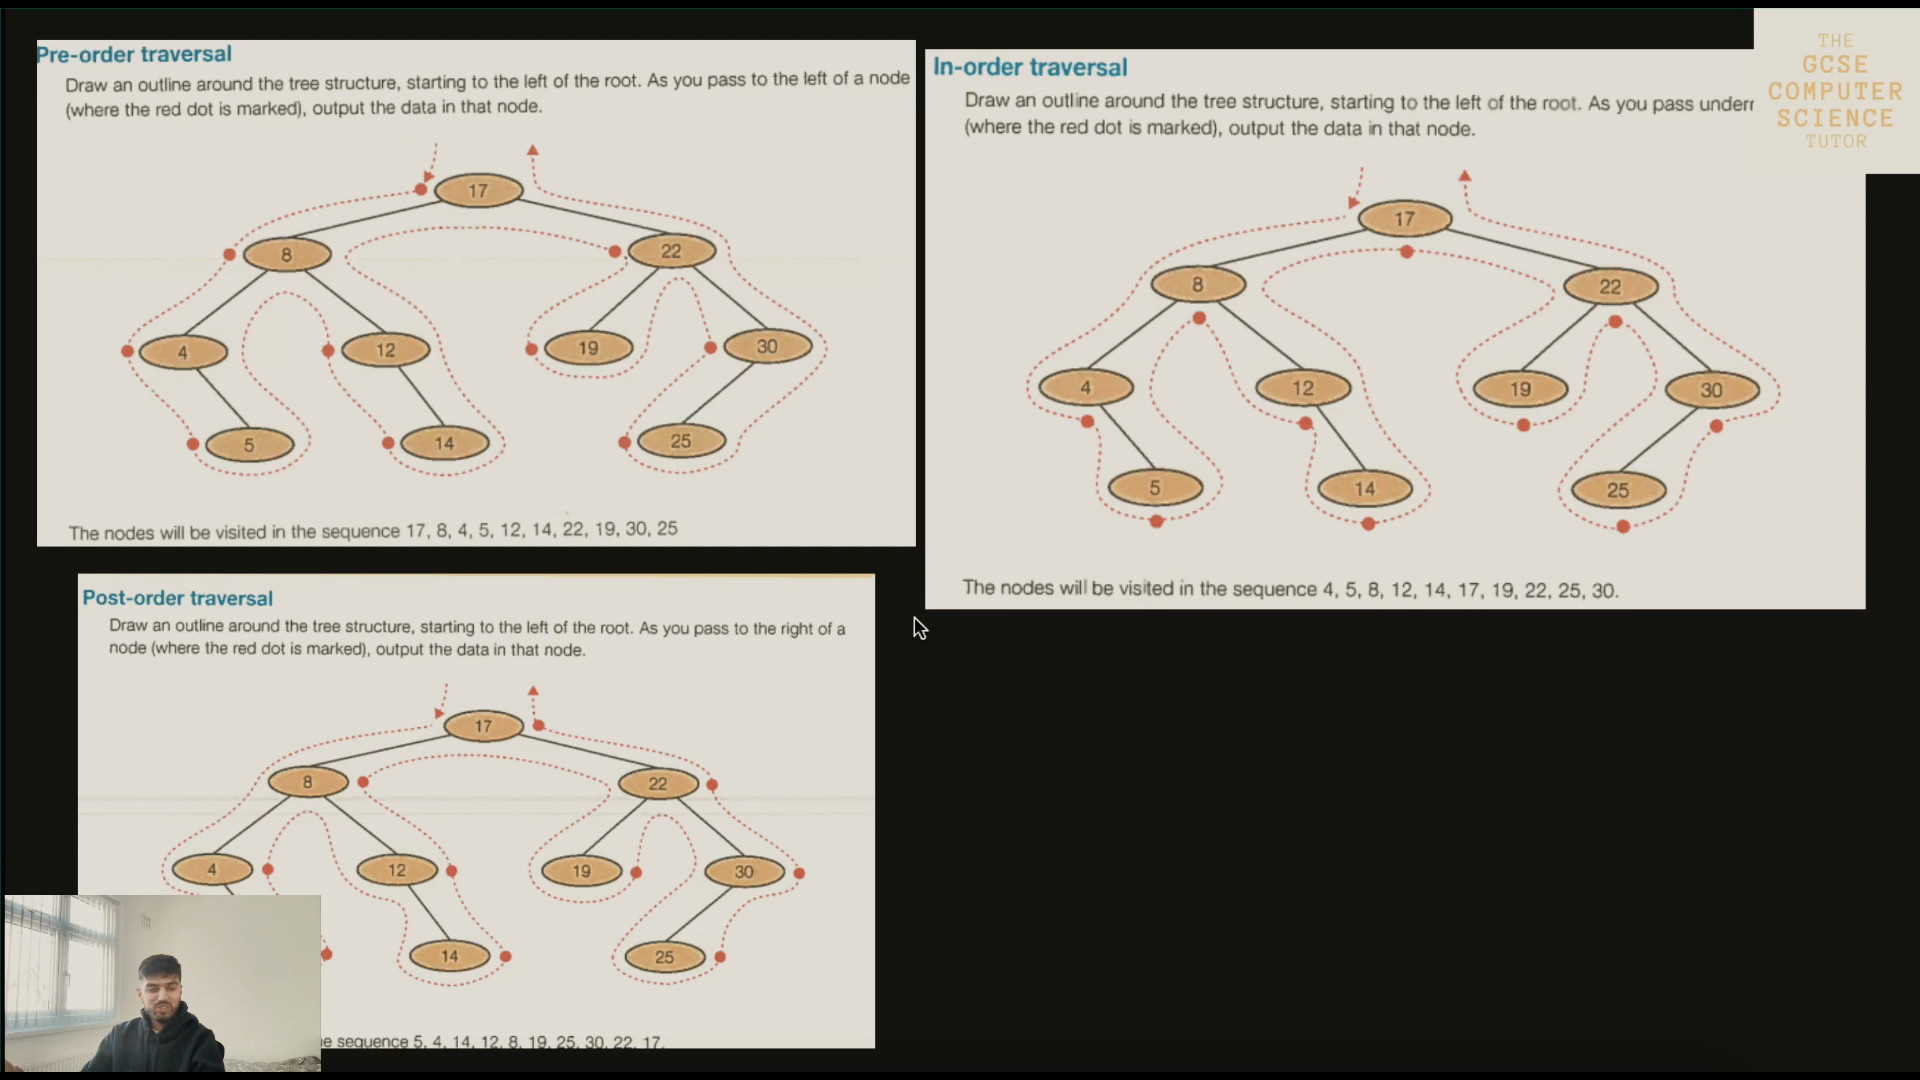 Pre-order traversal
Draw an outline around the tree structure, starting to the left of the root. As you pass to the left of a node
(where the red dot is marked), output the data in that node.
17
8
22
4
12
19
30
5
14
25
The nodes will be visited in the sequence 17, 8, 4, 5, 12, 14, 22, 19, 30, 25
In-order traversal
Draw an outline around the tree structure, starting to the left of the root. As you pass
(where the red dot is marked), output the data in that node.
17
8
22
4
12
19
30
5
14
25
The nodes will be visited in the sequence 4, 5, 8, 12, 14, 17, 19, 22, 25, 30.
THE
GCSE
COMPUTER
SCIENCE
TUTOR
Post-order traversal
Draw an outline around the tree structure, starting to the left of the root. As you pass to the right of a
node (where the red dot is marked), output the data in that node.
17
8
22
4
12
19
30
14
25
sequence 5, 4, 14, 12, 8, 19, 25, 30, 22, 17.